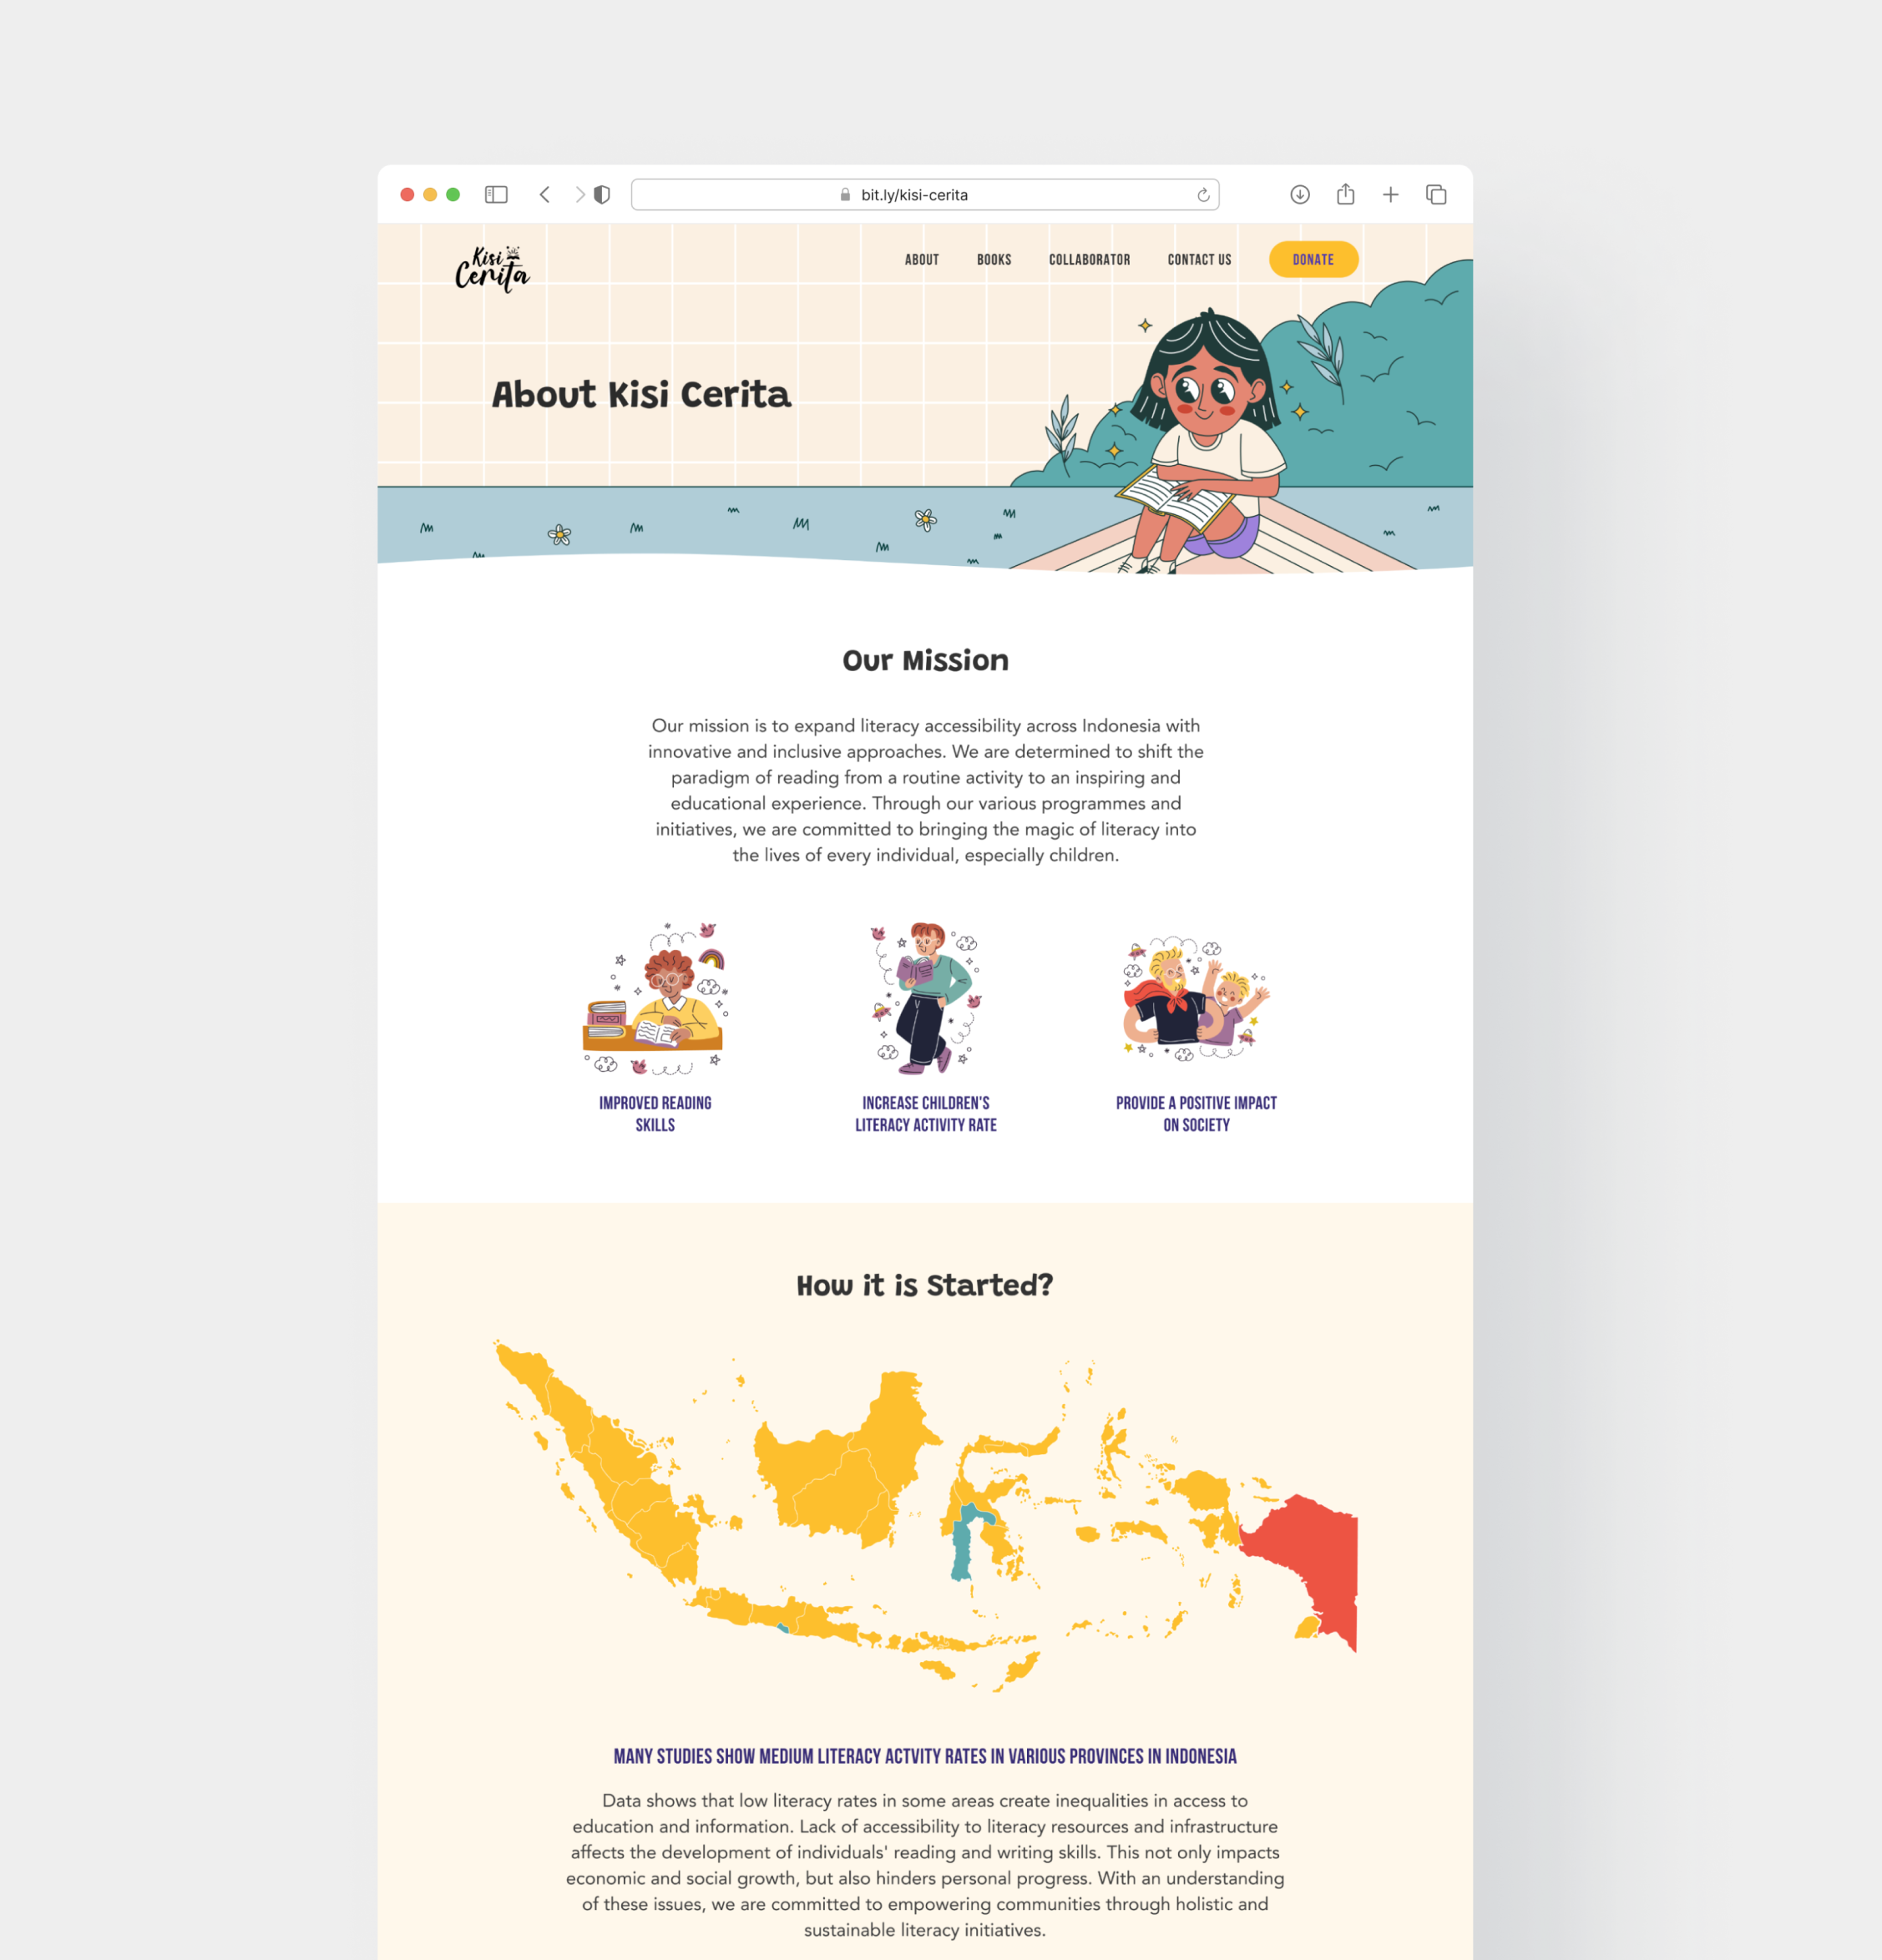 bit.ly/kisi-cerita
Kisi
Cerita
ABOUT
BOOKS
COLLABORATOR
CONTACT US
DONATE
About Kisi Cerita
Our Mission
Our mission is to expand literacy accessibility across Indonesia with
innovative and inclusive approaches. We are determined to shift the
paradigm of reading from a routine activity to an inspiring and
educational experience. Through our various programmes and
initiatives, we are committed to bringing the magic of literacy into
the lives of every individual, especially children.
IMPROVED READING
SKILLS
INCREASE CHILDREN'S
LITERACY ACTIVITY RATE
PROVIDE A POSITIVE IMPACT
ON SOCIETY
How it is Started?
MANY STUDIES SHOW MEDIUM LITERACY ACTVITY RATES IN VARIOUS PROVINCES IN INDONESIA
Data shows that low literacy rates in some areas create inequalities in access to
education and information. Lack of accessibility to literacy resources and infrastructure
affects the development of individuals' reading and writing skills. This not only impacts
economic and social growth, but also hinders personal progress. With an understanding
of these issues, we are committed to empowering communities through holistic and
sustainable literacy initiatives.